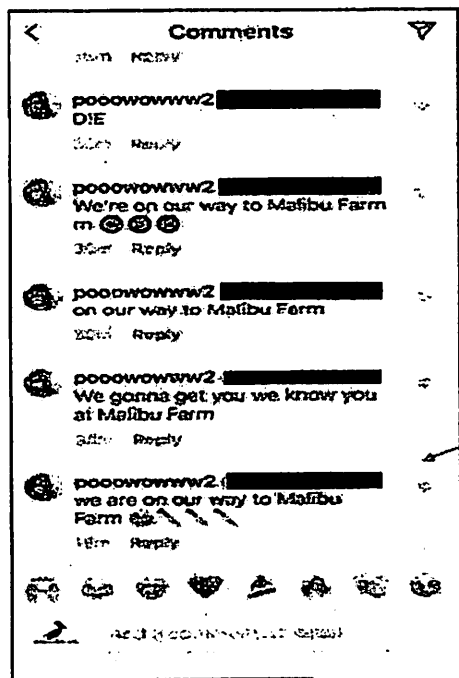 Comments
Reply
pooowowww2
DIE
Reply
pooowowww2
We're on our way to Malibu Farm
m
Reply
pooowowww2
on our way to Malibu Farm
Reply
pooowowww2
We gonna get you we know you
at Malibu Farm
Reply
pooowowww2
we are on our way to Malibu
Farm
Reply